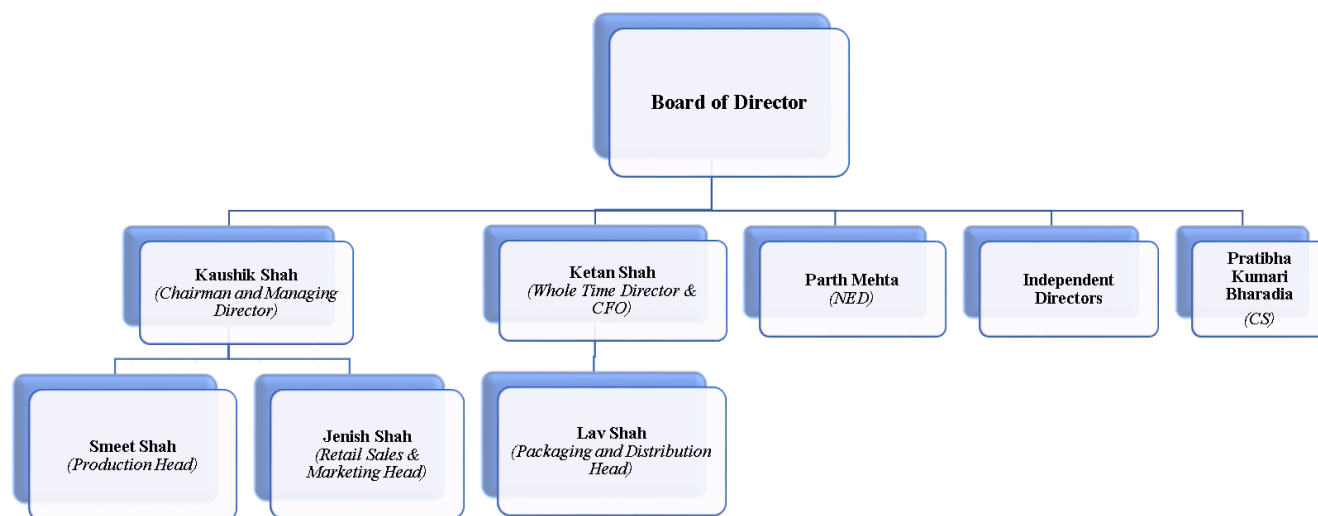 Board of Director
Kaushik Shah
(Chairman and Managing
Director)
Ketan Shah
(Whole Time Director &
CFO)
Parth Mehta
(NED)
Independent
Directors
Pratibha
Kumari
Bharadia
(CS)
Smeet Shah
(Production Head)
Jenish Shah
(Retail Sales &
Marketing Head)
Lav Shah
(Packaging and Distribution
Head)